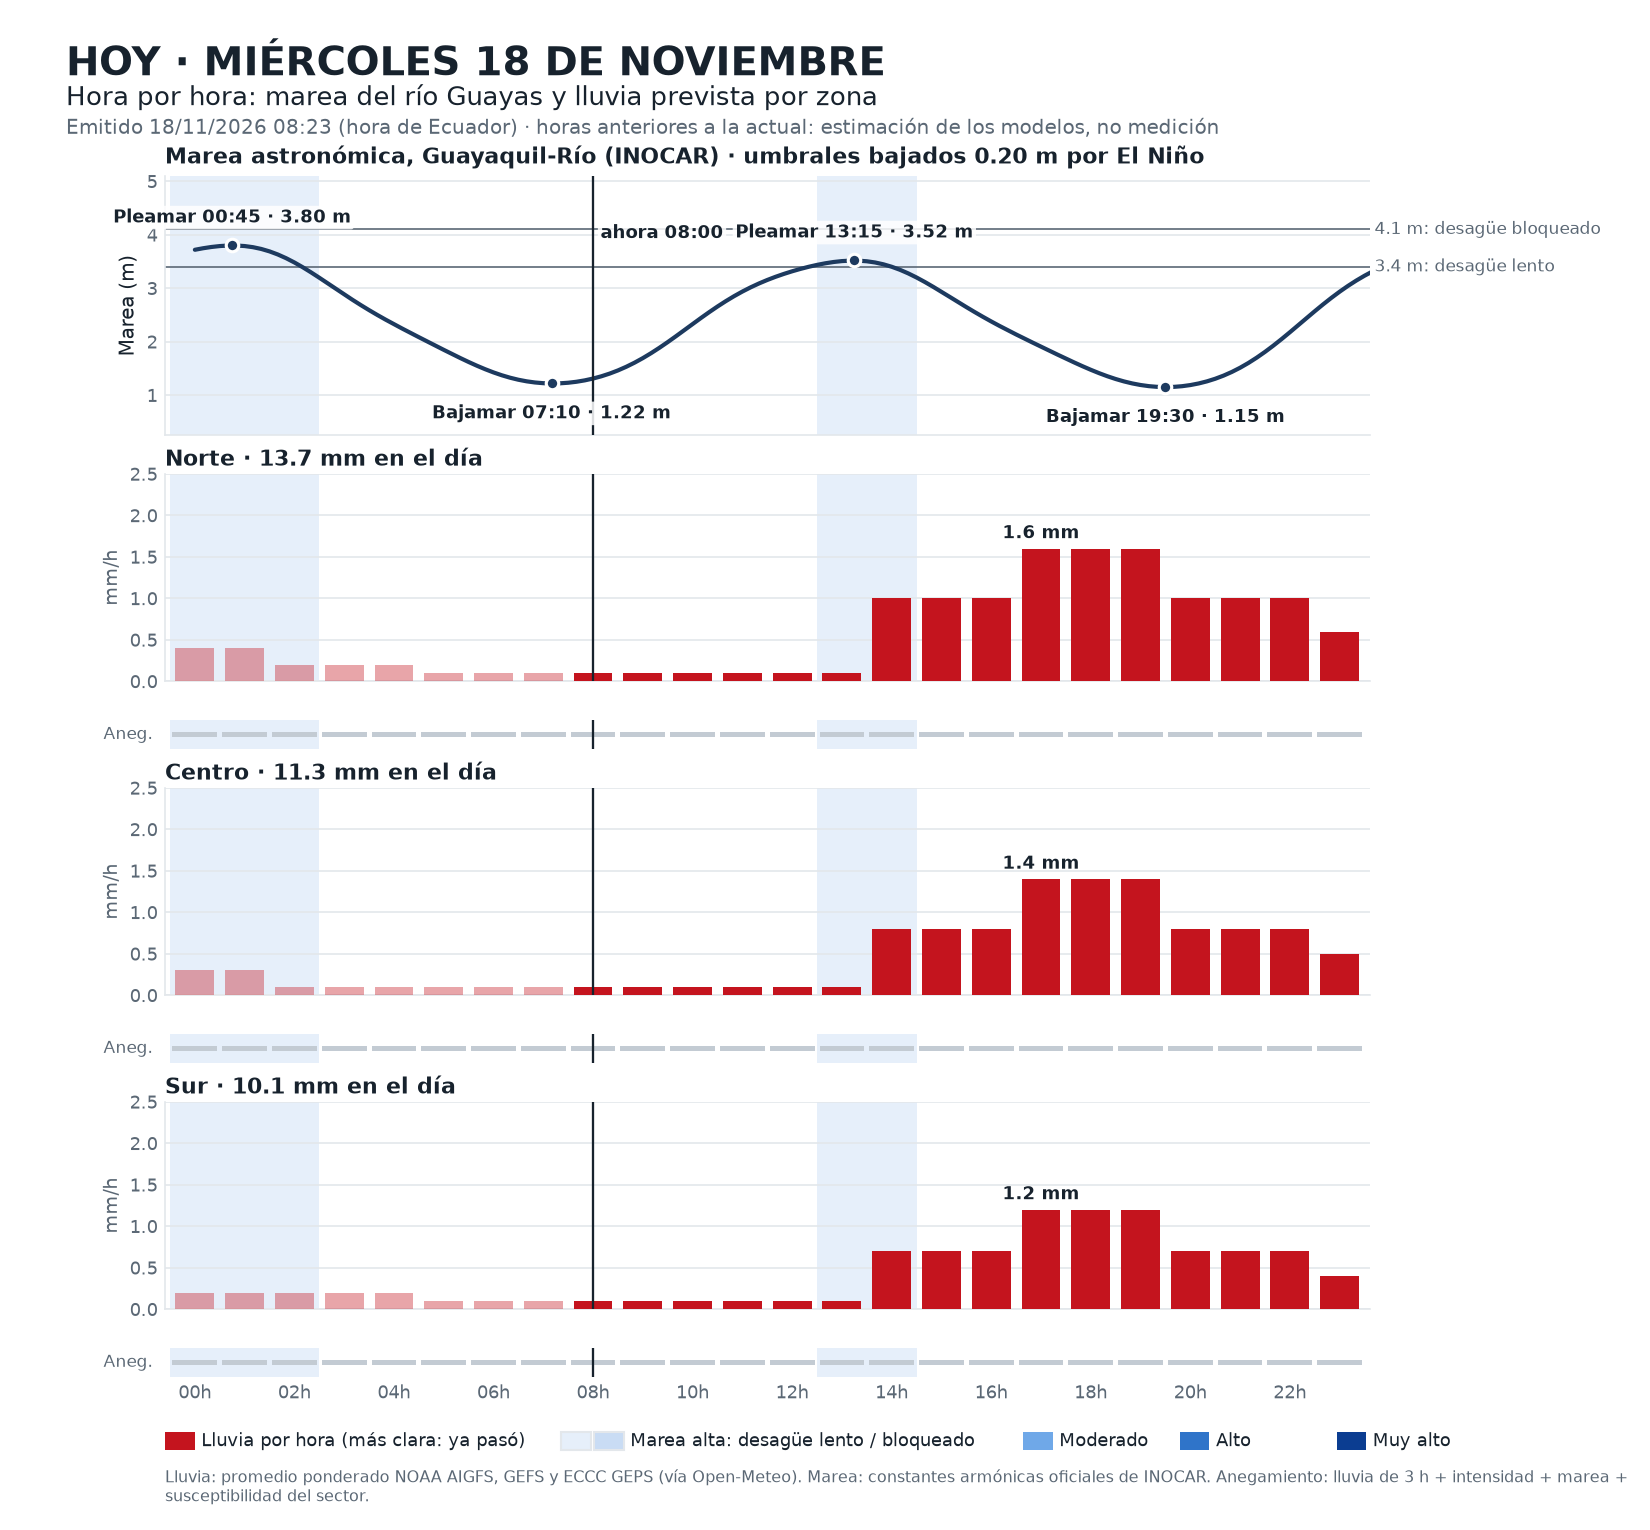 HOY · MIÉRCOLES 18 DE NOVIEMBRE
Hora por hora: marea del río Guayas y lluvia prevista por zona
Emitido 18/11/2026 08:23 (hora de Ecuador) · horas anteriores a la actual: estimación de los modelos, no medición
Marea astronómica, Guayaquil-Río (INOCAR) · umbrales bajados 0.20 m por El Niño
5
Pleamar 00:45 · 3.80 m
4
ahora 08:00
Pleamar 13:15 · 3.52 m
4.1 m: desagüe bloqueado
3.4 m: desagüe lento
Marea (m)
3
2
1
Bajamar 07:10 · 1.22 m
Bajamar 19:30 · 1.15 m
Norte · 13.7 mm en el día
2.5
2.0
1.6 mm
1.5
mm/h
1.0
0.5
0.0
Aneg.
Centro · 11.3 mm en el día
2.5
2.0
1.4 mm
1.5
mm/h
1.0
0.5
0.0
Aneg.
Sur · 10.1 mm en el día
2.5
2.0
1.5
1.2 mm
mm/h
1.0
0.5
0.0
Aneg.
00h 02h 04h 06h 08h 10h 12h 14h 16h 18h 20h 22h
Lluvia por hora (más clara: ya pasó) Marea alta: desagüe lento / bloqueado Moderado Alto Muy alto
Lluvia: promedio ponderado NOAA AIGFS, GEFS y ECCC GEPS (vía Open-Meteo). Marea: constantes armónicas oficiales de INOCAR. Anegamiento: lluvia de 3 h + intensidad + marea +
susceptibilidad del sector.